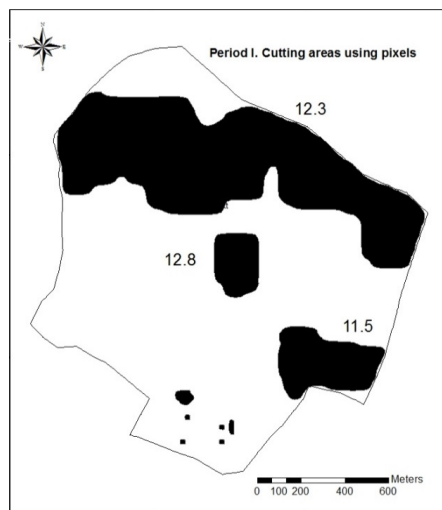 N
W E
S
Period I. Cutting areas using pixels
12.3
12.8
11.5
Meters
0 100 200 400 600